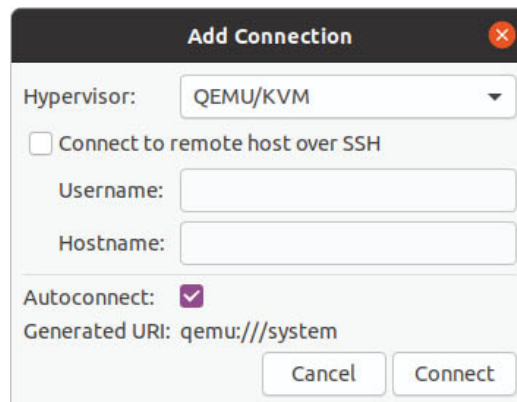 Add Connection
Hypervisor: QEMU/KVM
Connect to remote host over SSH
Username:
Hostname:
Autoconnect:
Generated URI: qemu:///system
Cancel Connect